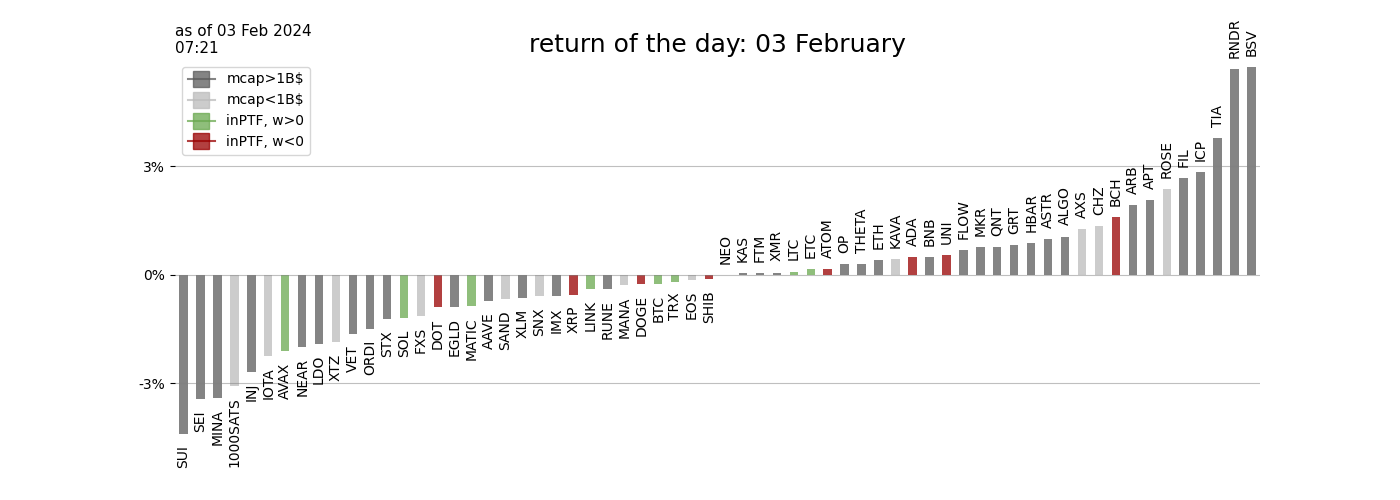 as of 03 Feb 2024
07:21
return of the day: 03 February
mcap>1B$
mcap<1B$
inPTF, w>0
inPTF, w<0
3%
0%
-3%
SUI
SEI
MINA
1000SATS
INJ
IOTA
AVAX
NEAR
LDO
XTZ
VET
ORDI
STX
SOL
FXS
DOT
EGLD
MATIC
AAVE
SAND
XLM
SNX
IMX
XRP
LINK
RUNE
MANA
DOGE
BTC
TRX
EOS
SHIB
NEO
KAS
FTM
XMR
LTC
ETC
ATOM
OP
THETA
ETH
KAVA
ADA
BNB
UNI
FLOW
MKR
QNT
GRT
HBAR
ASTR
ALGO
AXS
CHZ
BCH
ARB
APT
ROSE
FIL
ICP
TIA
RNDR
BSV